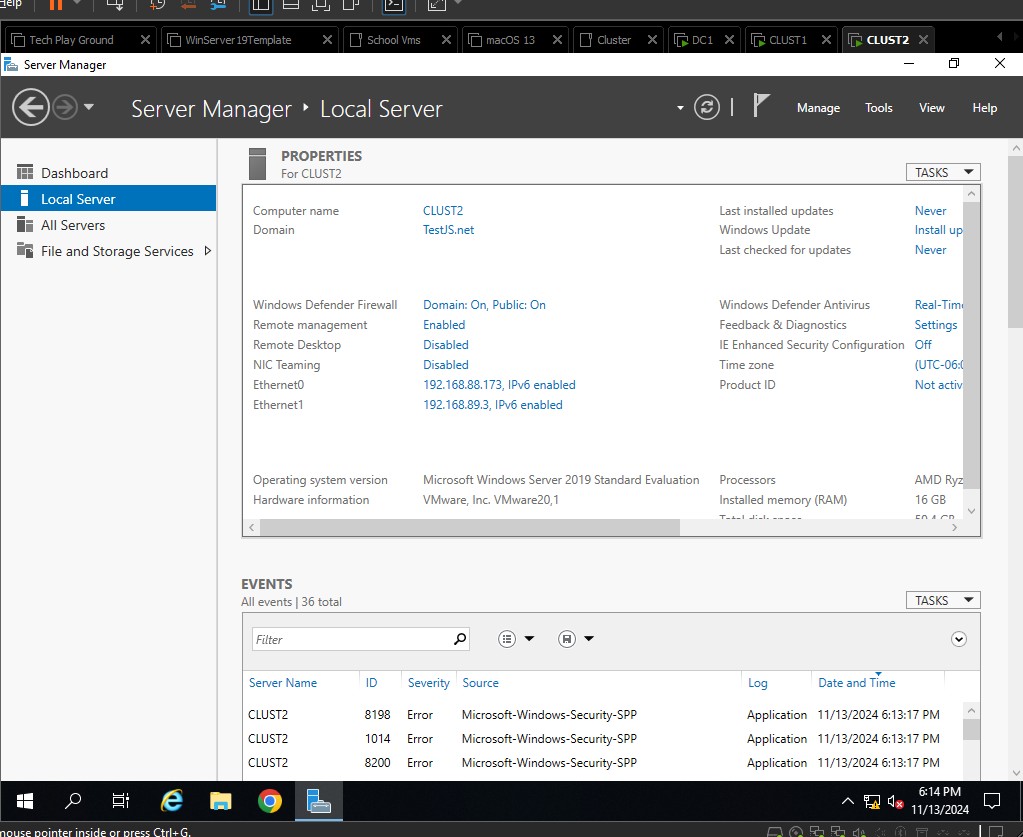 Help
Tech Play Ground
WinServer19Template
School Vms
macOS 13
Cluster
DC1
CLUST1
CLUST2
Server Manager
Server Manager Local Server
Manage Tools View Help
Dashboard
Local Server
All Servers
File and Storage Services
PROPERTIES
For CLUST2
TASKS
Computer name CLUST2 Last installed updates Never
Domain TestJS.net Windows Update Install up
Last checked for updates Never
Windows Defender Firewall Domain: On, Public: On Windows Defender Antivirus Real-Time
Remote management Enabled Feedback & Diagnostics Settings
Remote Desktop Disabled IE Enhanced Security Configuration Off
NIC Teaming Disabled Time zone (UTC-06:0
Ethernet0 192.168.88.173, IPv6 enabled Product ID Not activ
Ethernet1 192.168.89.3, IPv6 enabled
Operating system version Microsoft Windows Server 2019 Standard Evaluation Processors AMD Ryz
Hardware information VMware, Inc. VMware20,1 Installed memory (RAM) 16 GB
Total disk space 59.4 GB
EVENTS
All events | 36 total
TASKS
Filter
Server Name ID Severity Source Log Date and Time
CLUST2 8198 Error Microsoft-Windows-Security-SPP Application 11/13/2024 6:13:17 PM
CLUST2 1014 Error Microsoft-Windows-Security-SPP Application 11/13/2024 6:13:17 PM
CLUST2 8200 Error Microsoft-Windows-Security-SPP Application 11/13/2024 6:13:17 PM
6:14 PM
11/13/2024
mouse pointer inside or press Ctrl+G.